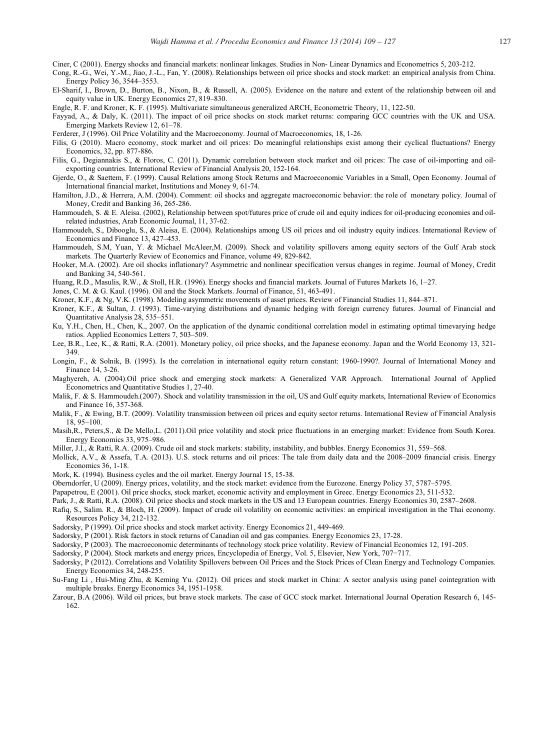 Wajdi Hamma et al. / Procedia Economics and Finance 13 (2014) 109 – 127
127
Ciner, C (2001). Energy shocks and financial markets: nonlinear linkages. Studies in Non- Linear Dynamics and Econometrics 5, 203-212.
Cong, R.-G., Wei, Y.-M., Jiao, J.-L., Fan, Y. (2008). Relationships between oil price shocks and stock market: an empirical analysis from China.
Energy Policy 36, 3544–3553.
El-Sharif, I., Brown, D., Burton, B., Nixon, B., & Russell, A. (2005). Evidence on the nature and extent of the relationship between oil and
equity value in UK. Energy Economics 27, 819–830.
Engle, R. F. and Kroner, K. F. (1995). Multivariate simultaneous generalized ARCH, Econometric Theory, 11, 122-50.
Fayyad, A., & Daly, K. (2011). The impact of oil price shocks on stock market returns: comparing GCC countries with the UK and USA.
Emerging Markets Review 12, 61–78.
Ferderer, J (1996). Oil Price Volatility and the Macroeconomy. Journal of Macroeconomics, 18, 1-26.
Filis, G (2010). Macro economy, stock market and oil prices: Do meaningful relationships exist among their cyclical fluctuations? Energy
Economics, 32, pp. 877-886.
Filis, G., Degiannakis S., & Floros, C. (2011). Dynamic correlation between stock market and oil prices: The case of oil-importing and oil-
exporting countries. International Review of Financial Analysis 20, 152-164.
Gjerde, O., & Saettem, F. (1999). Causal Relations among Stock Returns and Macroeconomic Variables in a Small, Open Economy. Journal of
International financial Market, Institutions and Money 9, 61-74.
Hamilton, J.D., & Herrera, A.M. (2004). Comment: oil shocks and aggregate macroeconomic behavior: the role of monetary policy. Journal of
Money, Credit and Banking 36, 265-286.
Hammoudeh, S. & E. Aleisa. (2002), Relationship between spot/futures price of crude oil and equity indices for oil-producing economies and oil-
related industries, Arab Economic Journal, 11, 37-62.
Hammoudeh, S., Dibooglu, S., & Aleisa, E. (2004). Relationships among US oil prices and oil industry equity indices. International Review of
Economics and Finance 13, 427–453.
Hammoudeh, S.M, Yuan, Y. & Michael McAleer,M. (2009). Shock and volatility spillovers among equity sectors of the Gulf Arab stock
markets. The Quarterly Review of Economics and Finance, volume 49, 829-842.
Hooker, M.A. (2002). Are oil shocks inflationary? Asymmetric and nonlinear specification versus changes in regime. Journal of Money, Credit
and Banking 34, 540-561.
Huang, R.D., Masulis, R.W., & Stoll, H.R. (1996). Energy shocks and financial markets. Journal of Futures Markets 16, 1–27.
Jones, C. M. & G. Kaul. (1996). Oil and the Stock Markets. Journal of Finance, 51, 463-491.
Kroner, K.F., & Ng, V.K. (1998). Modeling asymmetric movements of asset prices. Review of Financial Studies 11, 844–871.
Kroner, K.F., & Sultan, J. (1993). Time-varying distributions and dynamic hedging with foreign currency futures. Journal of Financial and
Quantitative Analysis 28, 535–551.
Ku, Y.H., Chen, H., Chen, K., 2007. On the application of the dynamic conditional correlation model in estimating optimal timevarying hedge
ratios. Applied Economics Letters 7, 503–509.
Lee, B.R., Lee, K., & Ratti, R.A. (2001). Monetary policy, oil price shocks, and the Japanese economy. Japan and the World Economy 13, 321-
349.
Longin, F., & Solnik, B. (1995). Is the correlation in international equity return constant: 1960-1990?. Journal of International Money and
Finance 14, 3-26.
Maghyereh, A. (2004).Oil price shock and emerging stock markets: A Generalized VAR Approach. International Journal of Applied
Econometrics and Quantitative Studies 1, 27-40.
Malik, F. & S. Hammoudeh.(2007). Shock and volatility transmission in the oil, US and Gulf equity markets, International Review of Economics
and Finance 16, 357-368.
Malik, F., & Ewing, B.T. (2009). Volatility transmission between oil prices and equity sector returns. International Review of Financial Analysis
18, 95–100.
Masih,R., Peters,S., & De Mello,L. (2011).Oil price volatility and stock price fluctuations in an emerging market: Evidence from South Korea.
Energy Economics 33, 975–986.
Miller, J.I., & Ratti, R.A. (2009). Crude oil and stock markets: stability, instability, and bubbles. Energy Economics 31, 559–568.
Mollick, A.V., & Assefa, T.A. (2013). U.S. stock returns and oil prices: The tale from daily data and the 2008–2009 financial crisis. Energy
Economics 36, 1-18.
Mork, K. (1994). Business cycles and the oil market. Energy Journal 15, 15-38.
Oberndorfer, U (2009). Energy prices, volatility, and the stock market: evidence from the Eurozone. Energy Policy 37, 5787–5795.
Papapetrou, E (2001). Oil price shocks, stock market, economic activity and employment in Greec. Energy Economics 23, 511-532.
Park, J., & Ratti, R.A. (2008). Oil price shocks and stock markets in the US and 13 European countries. Energy Economics 30, 2587–2608.
Rafiq, S., Salim. R., & Bloch, H. (2009). Impact of crude oil volatility on economic activities: an empirical investigation in the Thai economy.
Resources Policy 34, 212-132.
Sadorsky, P (1999). Oil price shocks and stock market activity. Energy Economics 21, 449-469.
Sadorsky, P (2001). Risk factors in stock returns of Canadian oil and gas companies. Energy Economics 23, 17-28.
Sadorsky, P (2003). The macroeconomic determinants of technology stock price volatility. Review of Financial Economics 12, 191-205.
Sadorsky, P (2004). Stock markets and energy prices, Encyclopedia of Energy, Vol. 5, Elsevier, New York, 707–717.
Sadorsky, P (2012). Correlations and Volatility Spillovers between Oil Prices and the Stock Prices of Clean Energy and Technology Companies.
Energy Economics 34, 248-255.
Su-Fang Li , Hui-Ming Zhu, & Keming Yu. (2012). Oil prices and stock market in China: A sector analysis using panel cointegration with
multiple breaks. Energy Economics 34, 1951-1958.
Zarour, B.A (2006). Wild oil prices, but brave stock markets. The case of GCC stock market. International Journal Operation Research 6, 145-
162.